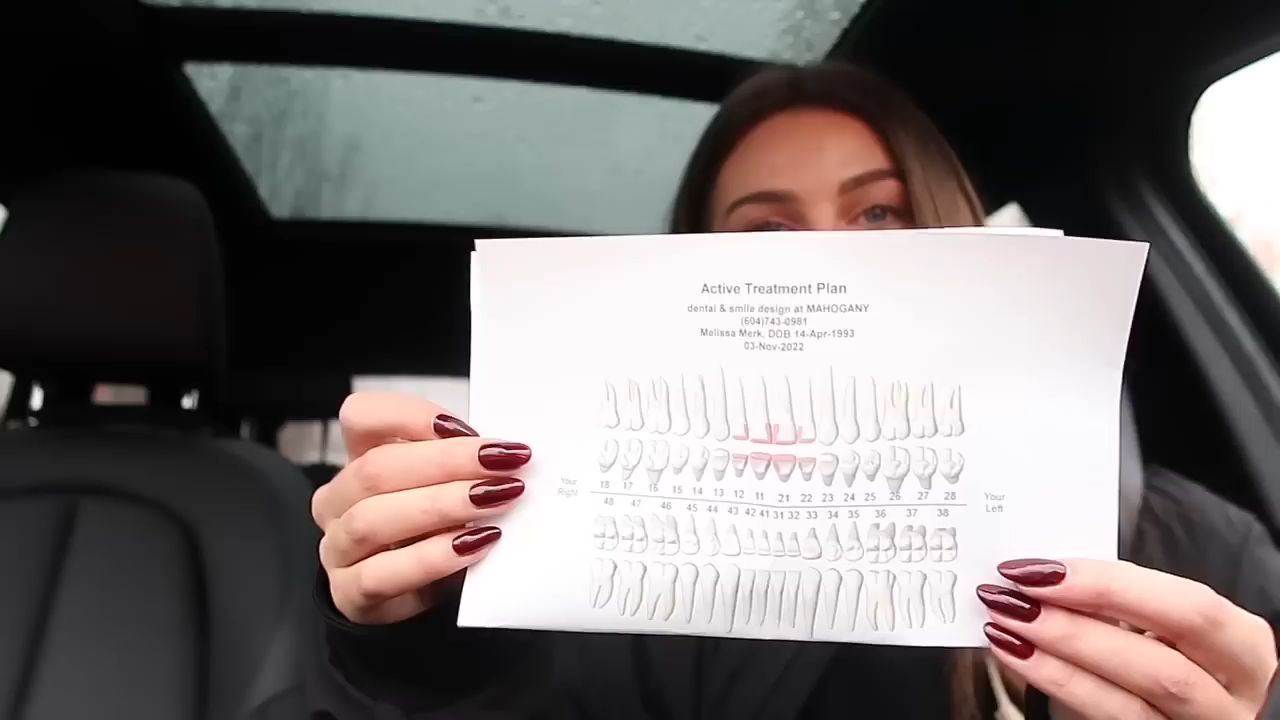 Active Treatment Plan
dental & smile design at MAHOGANY
(604)743-0981
Melissa Merk, DOB 14-Apr-1993
03-Nov-2022
Your Right
18 17 16 15 14 13 12 11 21 22 23 24 25 26 27 28
Your Left
48 47 46 45 44 43 42 41 31 32 33 34 35 36 37 38